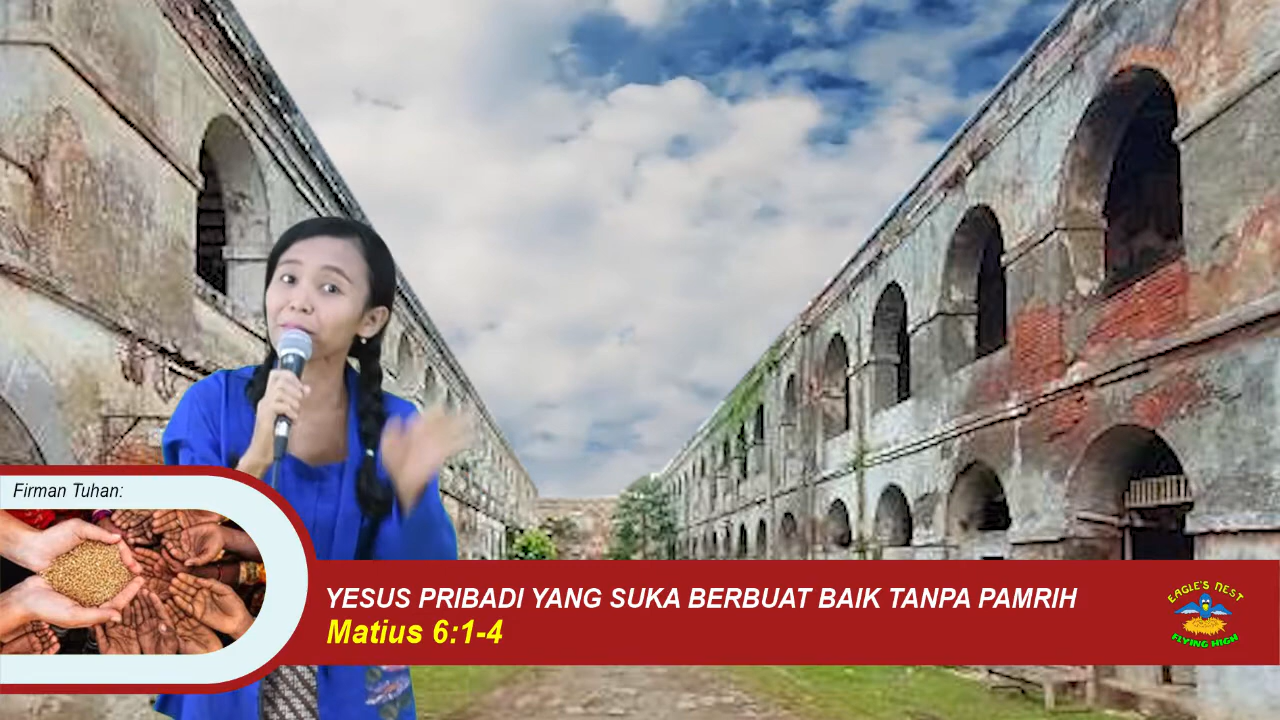 Firman Tuhan:
YESUS PRIBADI YANG SUKA BERBUAT BAIK TANPA PAMRIH
Matius 6:1-4
EAGLE'S NEST
FLYING HIGH